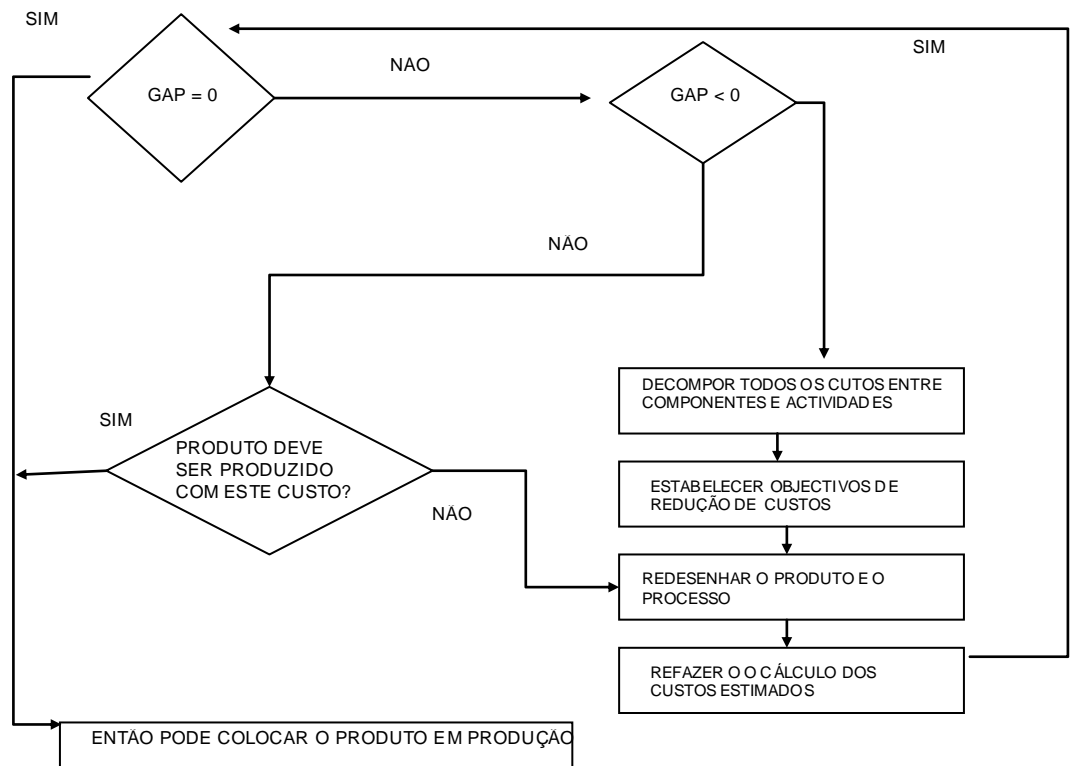 SIM
GAP = 0
NAO
GAP < 0
SIM
NÃO
DECOMPOR TODOS OS CUTOS ENTRE
COMPONENTES E ACTIVIDADES
SIM
PRODUTO DEVE
SER PRODUZIDO
COM ESTE CUSTO?
NÃO
ESTABELECER OBJECTIVOS DE
REDUÇÃO DE CUSTOS
REDESENHAR O PRODUTO E O
PROCESSO
REFAZER O O CÁLCULO DOS
CUSTOS ESTIMADOS
ENTÃO PODE COLOCAR O PRODUTO EM PRODUÇÃO